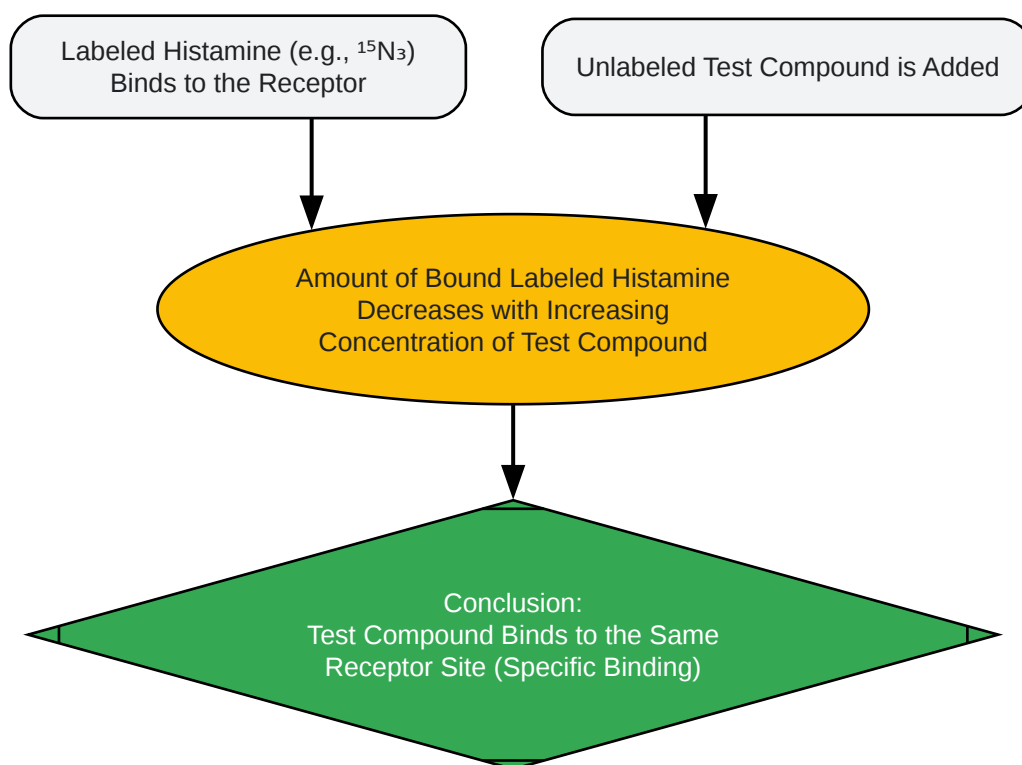 Labeled Histamine (e.g., ¹⁵N₃)
Binds to the Receptor
Unlabeled Test Compound is Added
Amount of Bound Labeled Histamine
Decreases with Increasing
Concentration of Test Compound
Conclusion:
Test Compound Binds to the Same
Receptor Site (Specific Binding)